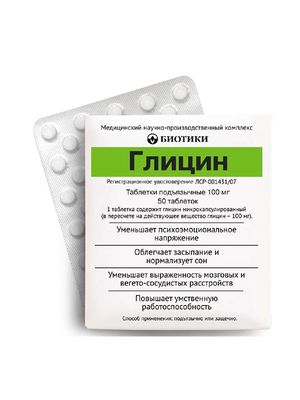 Медицинский научно-производственный комплекс
БИОТИКИ
Глицин
Регистрационное удостоверение ЛСР-001431/07
Таблетки подъязычные 100 мг
50 таблеток
1 таблетка содержит глицин микрокапсулированный
(в пересчете на действующее вещество глицин – 100 мг).
Уменьшает психоэмоциональное
напряжение
Облегчает засыпание и
нормализует сон
Уменьшает выраженность мозговых и
вегето-сосудистых расстройств
Повышает умственную
работоспособность
Способ применения: подъязычно или защечно.